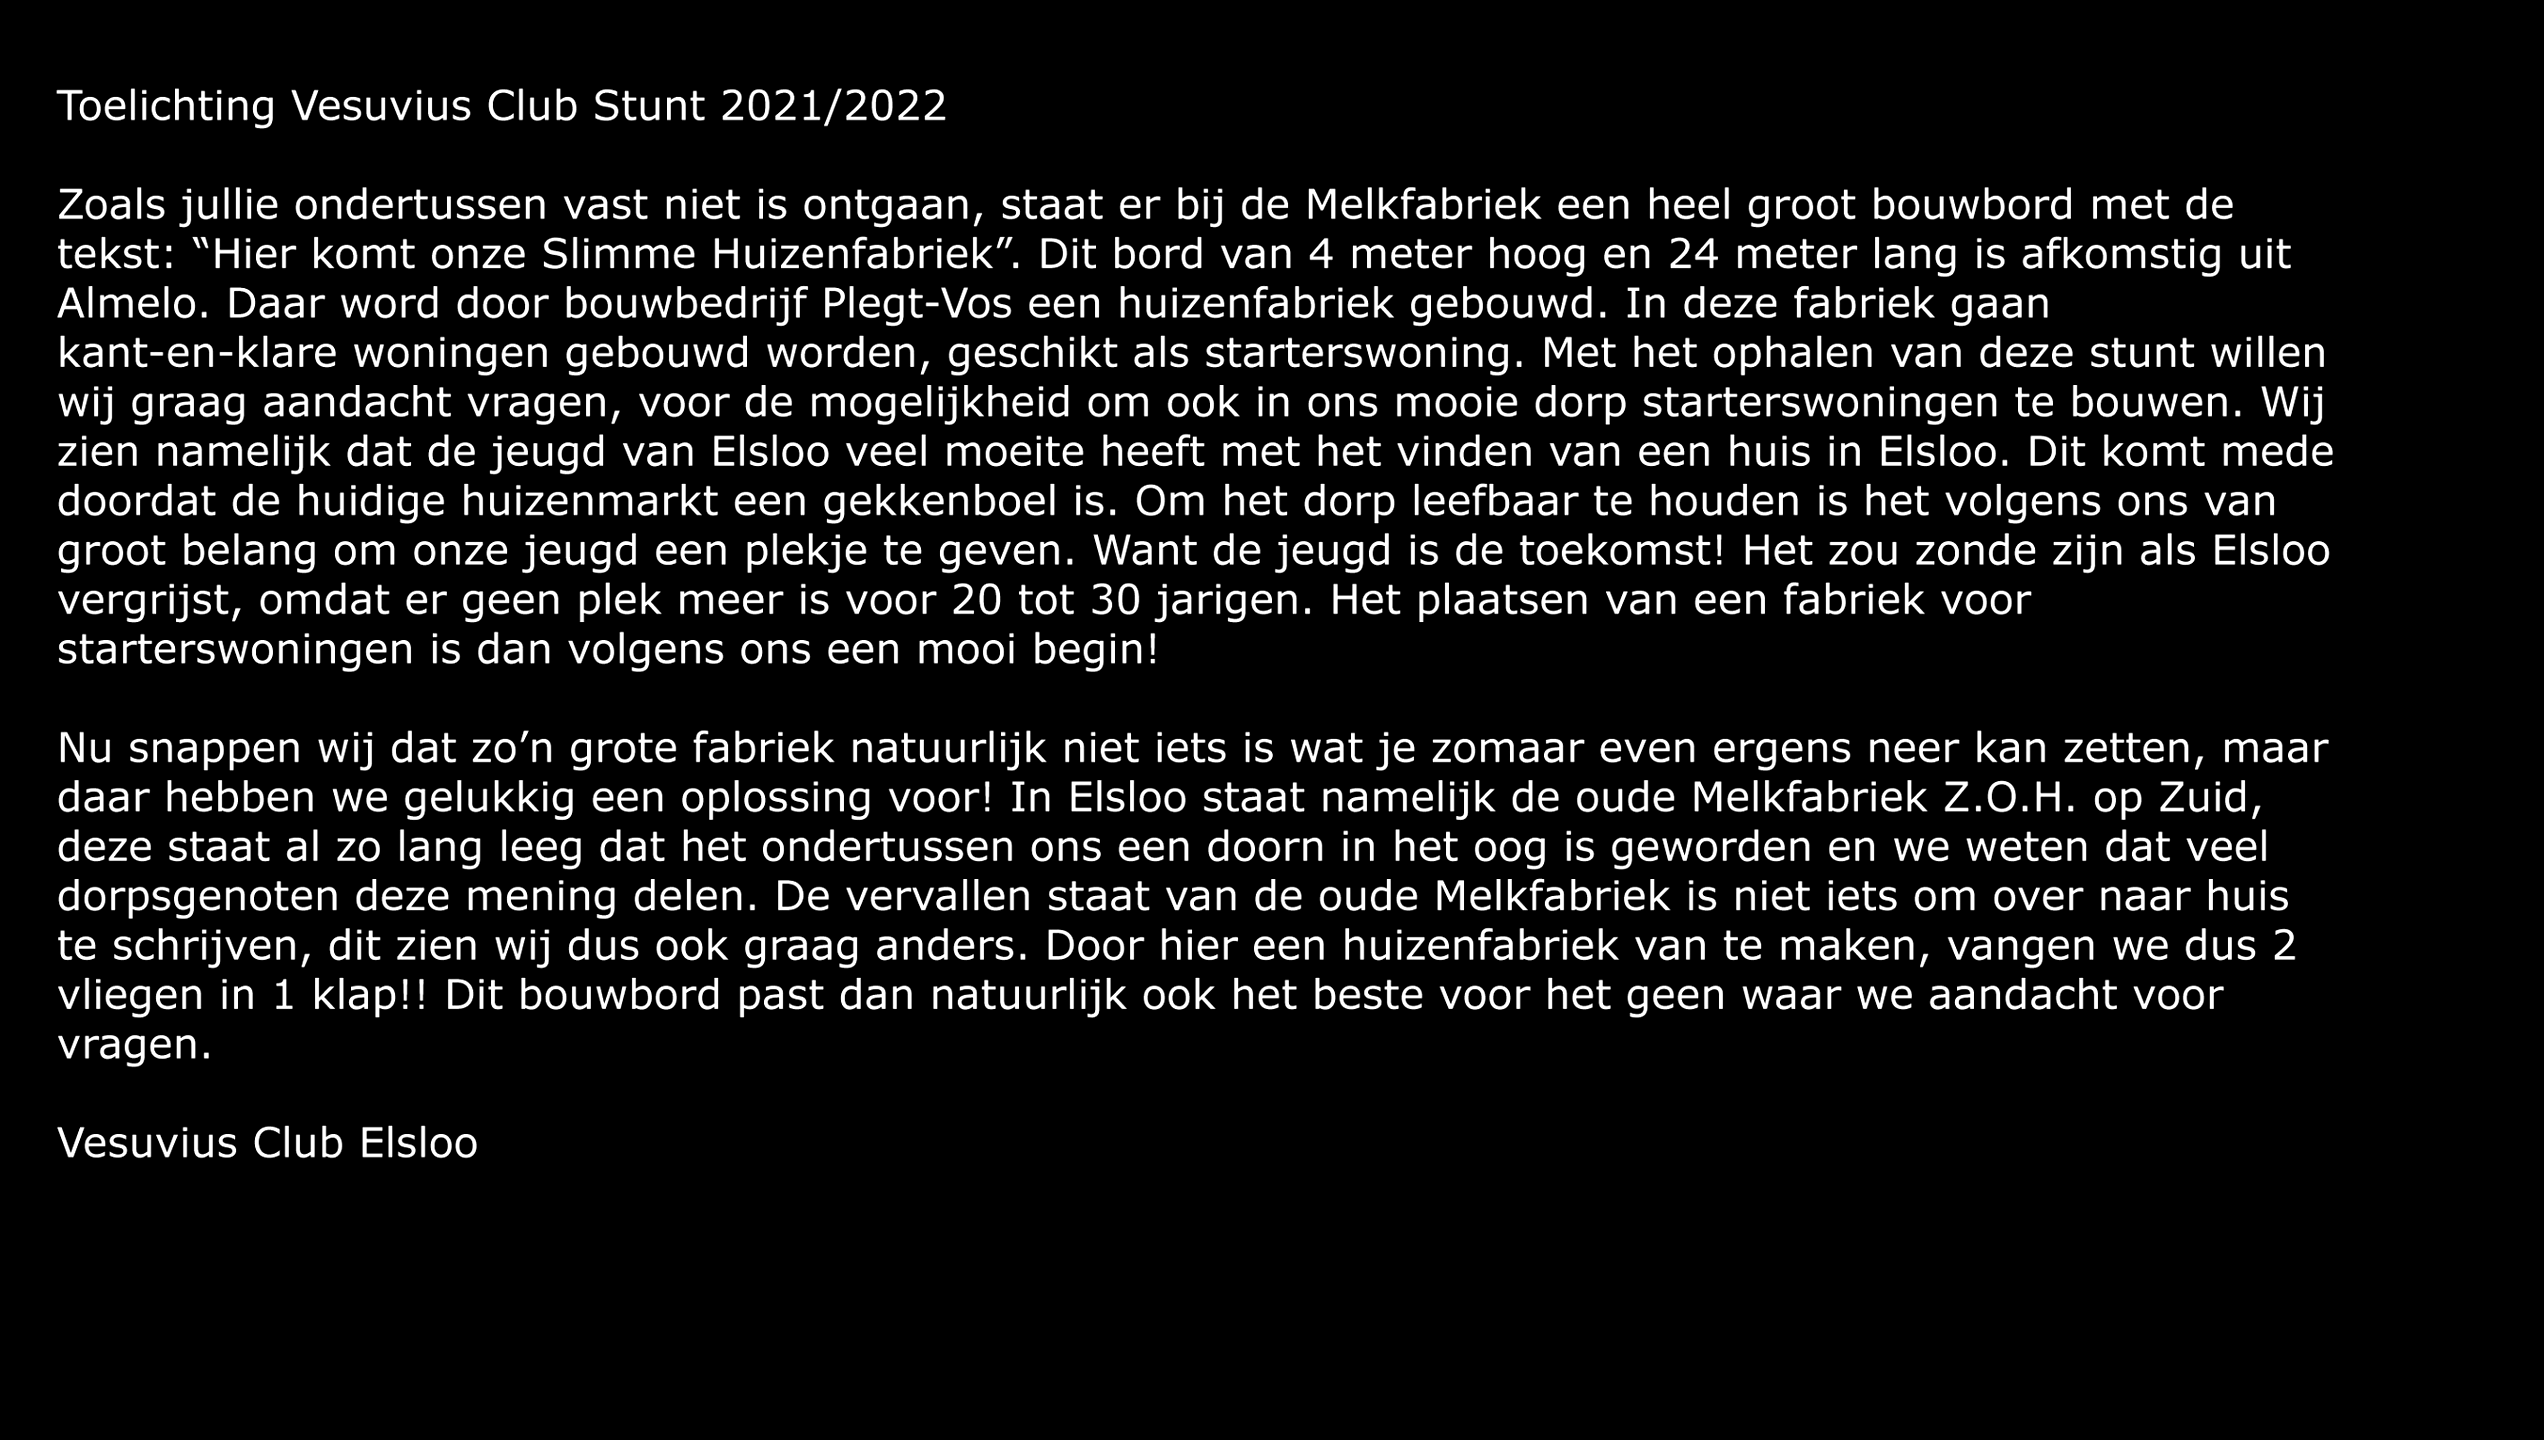 Toelichting Vesuvius Club Stunt 2021/2022
Zoals jullie ondertussen vast niet is ontgaan, staat er bij de Melkfabriek een heel groot bouwbord met de
tekst: “Hier komt onze Slimme Huizenfabriek”. Dit bord van 4 meter hoog en 24 meter lang is afkomstig uit
Almelo. Daar word door bouwbedrijf Plegt-Vos een huizenfabriek gebouwd. In deze fabriek gaan
kant-en-klare woningen gebouwd worden, geschikt als starterswoning. Met het ophalen van deze stunt willen
wij graag aandacht vragen, voor de mogelijkheid om ook in ons mooie dorp starterswoningen te bouwen. Wij
zien namelijk dat de jeugd van Elsloo veel moeite heeft met het vinden van een huis in Elsloo. Dit komt mede
doordat de huidige huizenmarkt een gekkenboel is. Om het dorp leefbaar te houden is het volgens ons van
groot belang om onze jeugd een plekje te geven. Want de jeugd is de toekomst! Het zou zonde zijn als Elsloo
vergrijst, omdat er geen plek meer is voor 20 tot 30 jarigen. Het plaatsen van een fabriek voor
starterswoningen is dan volgens ons een mooi begin!
Nu snappen wij dat zo’n grote fabriek natuurlijk niet iets is wat je zomaar even ergens neer kan zetten, maar
daar hebben we gelukkig een oplossing voor! In Elsloo staat namelijk de oude Melkfabriek Z.O.H. op Zuid,
deze staat al zo lang leeg dat het ondertussen ons een doorn in het oog is geworden en we weten dat veel
dorpsgenoten deze mening delen. De vervallen staat van de oude Melkfabriek is niet iets om over naar huis
te schrijven, dit zien wij dus ook graag anders. Door hier een huizenfabriek van te maken, vangen we dus 2
vliegen in 1 klap!! Dit bouwbord past dan natuurlijk ook het beste voor het geen waar we aandacht voor
vragen.
Vesuvius Club Elsloo